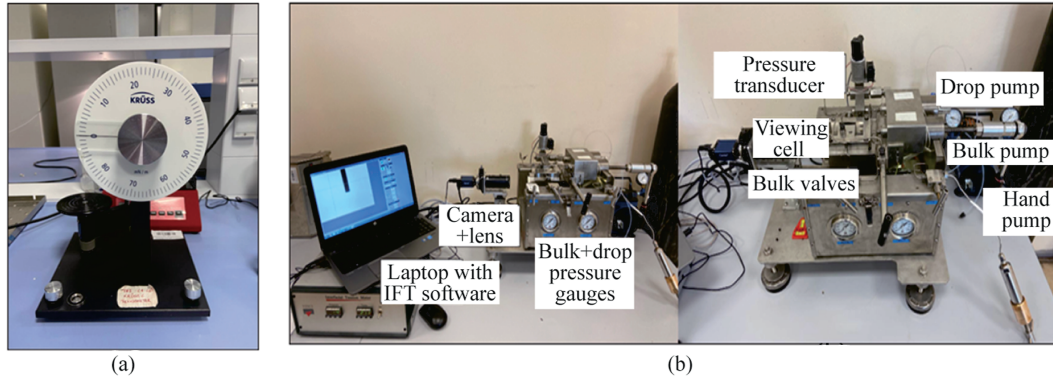 10
20
30
40
50
60
70
80
0
KRÜSS
Camera
+lens
Laptop with
IFT software
Bulk+drop
pressure
gauges
Pressure
transducer
Viewing
cell
Bulk valves
Drop pump
Bulk pump
Hand
pump
(a)
(b)